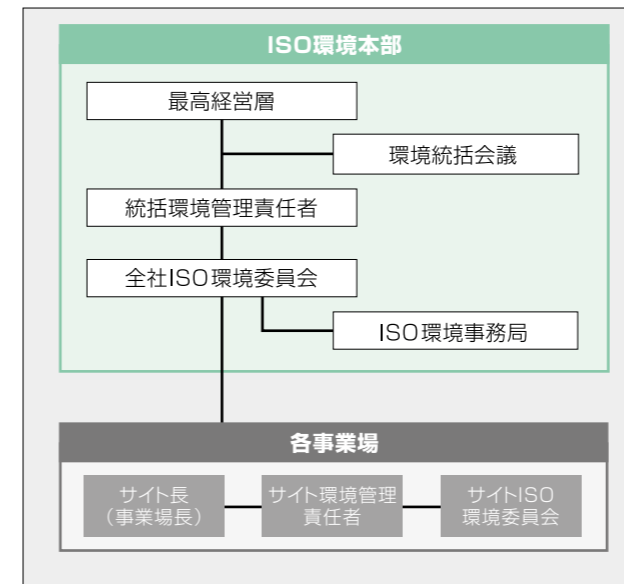 ISO環境本部
最高経営層
環境統括会議
統括環境管理責任者
全社ISO環境委員会
ISO環境事務局
各事業場
サイト長
（事業場長）
サイト環境管理
責任者
サイトISO
環境委員会